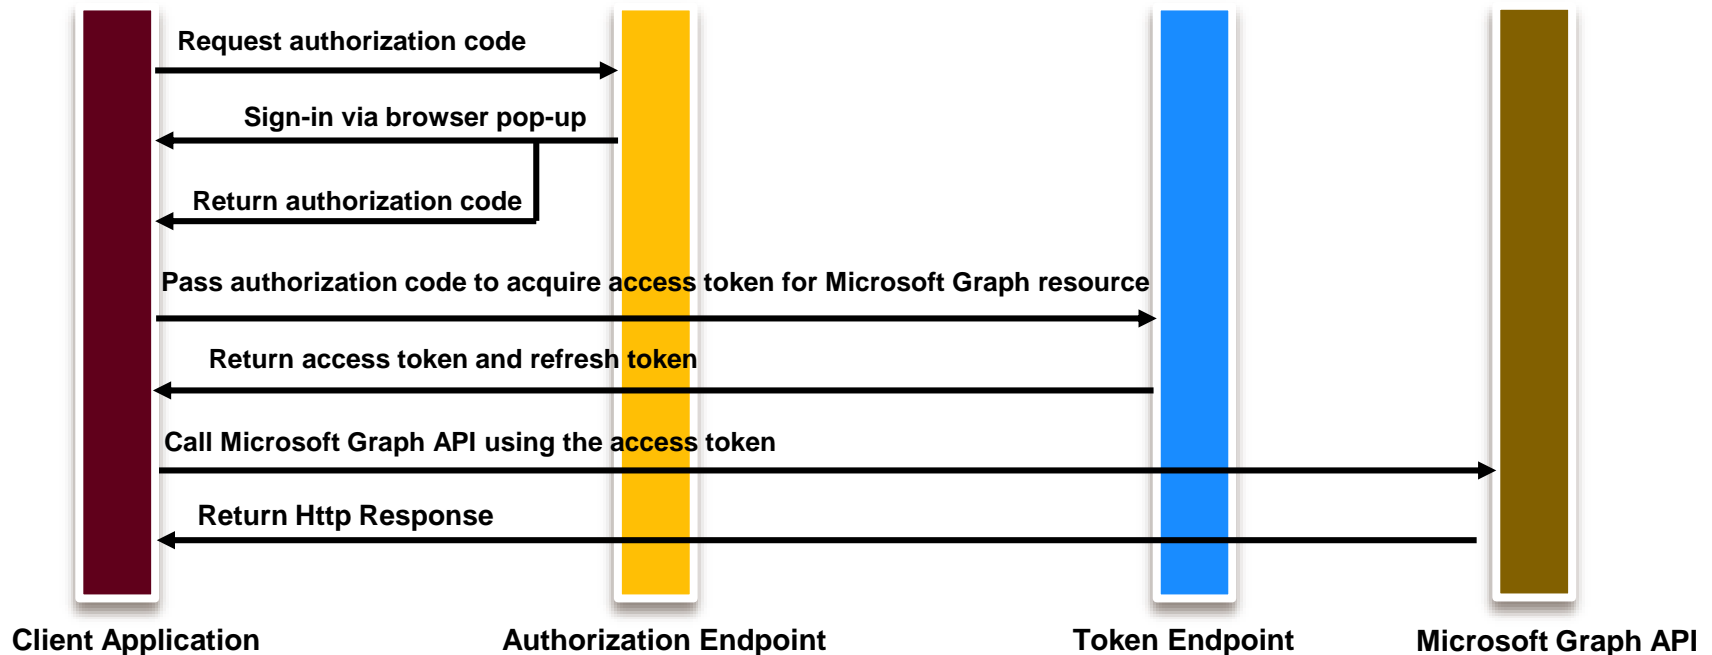 Request authorization code
Sign-in via browser pop-up
Return authorization code
Pass authorization code to acquire access token for Microsoft Graph resource
Return access token and refresh token
Call Microsoft Graph API using the access token
Return Http Response
Client Application
Authorization Endpoint
Token Endpoint
Microsoft Graph API